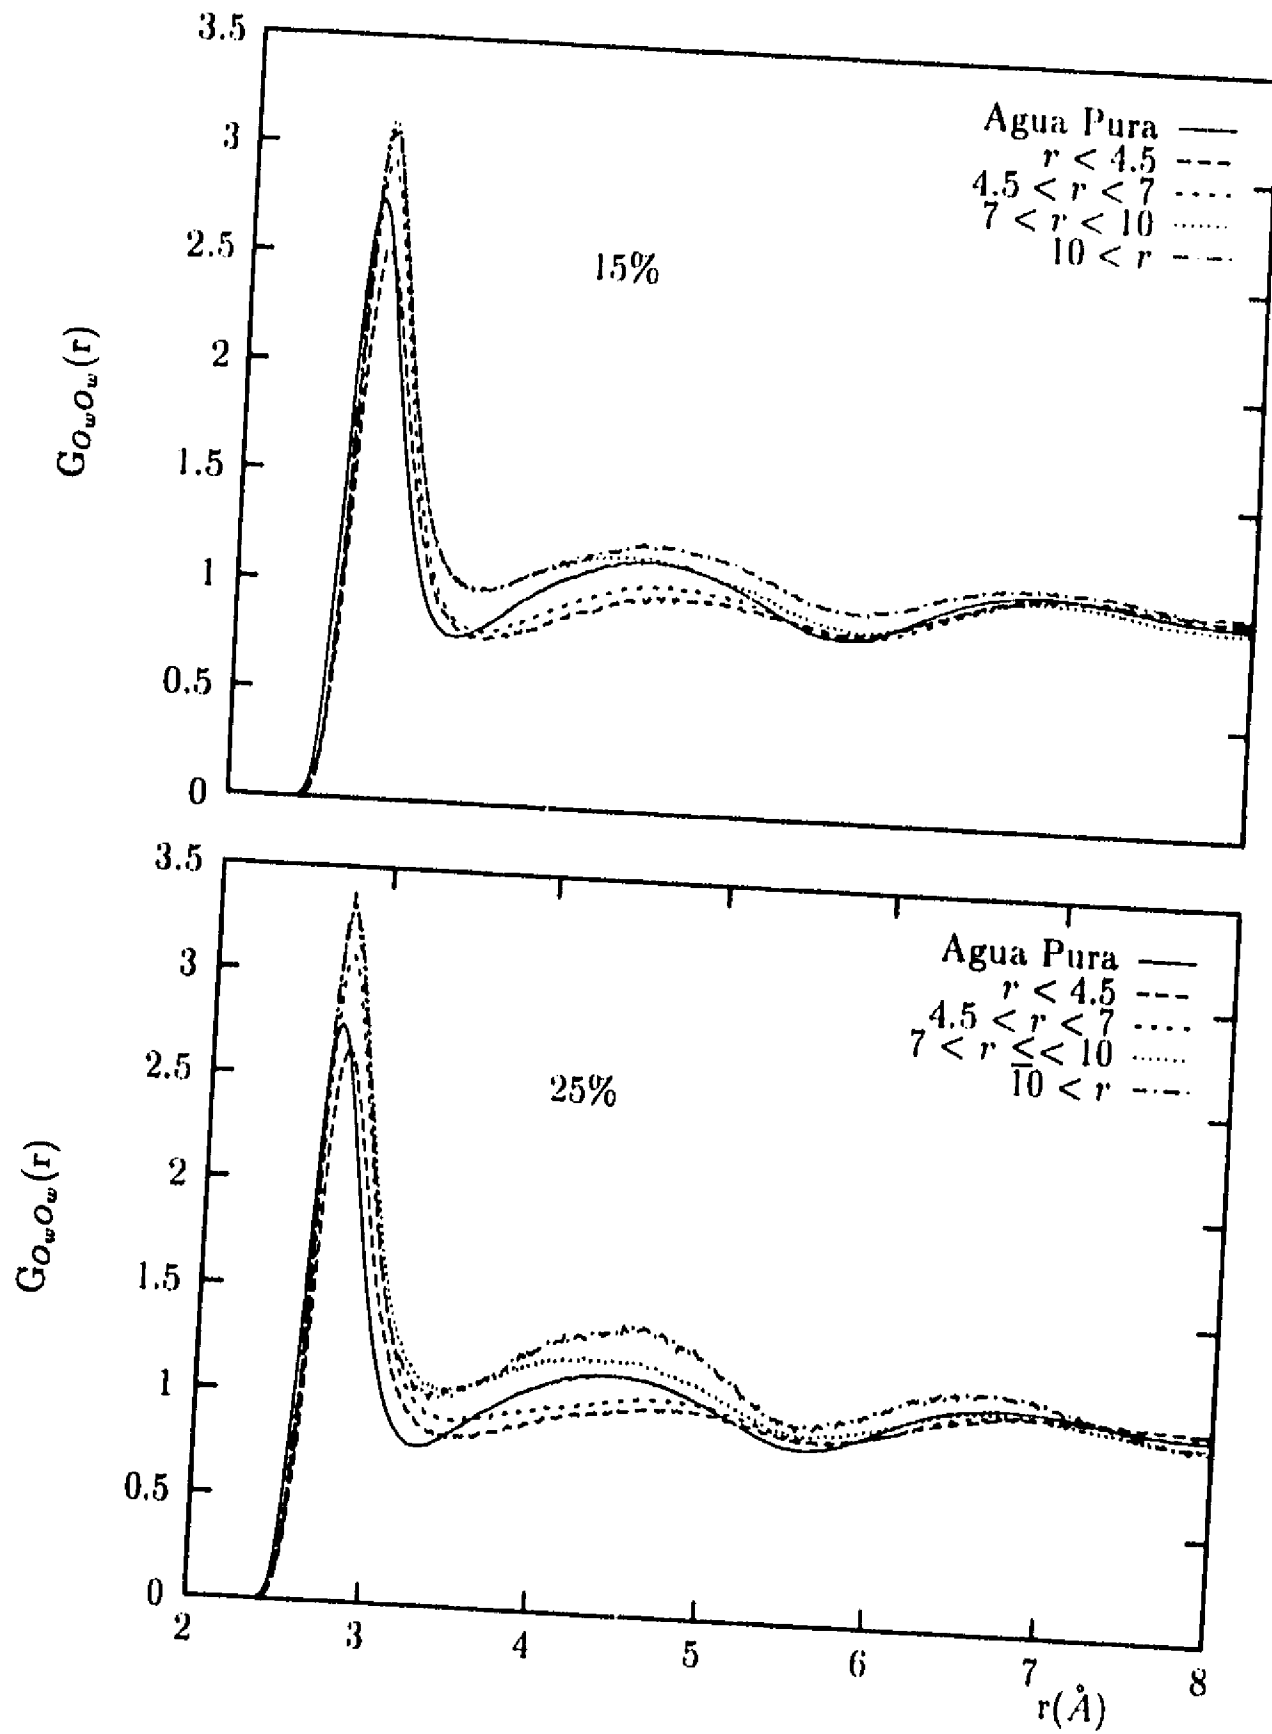 3.5
3
2.5
2
1.5
1
0.5
0
G_{O_wO_w}(r)
15%
Agua Pura
r < 4.5
4.5 < r < 7
7 < r < 10
10 < r
3.5
3
2.5
2
1.5
1
0.5
0
G_{O_wO_w}(r)
25%
Agua Pura
r < 4.5
4.5 < r < 7
7 < r ≤< 10
10 < r
2 3 4 5 6 7 8
r(Å)